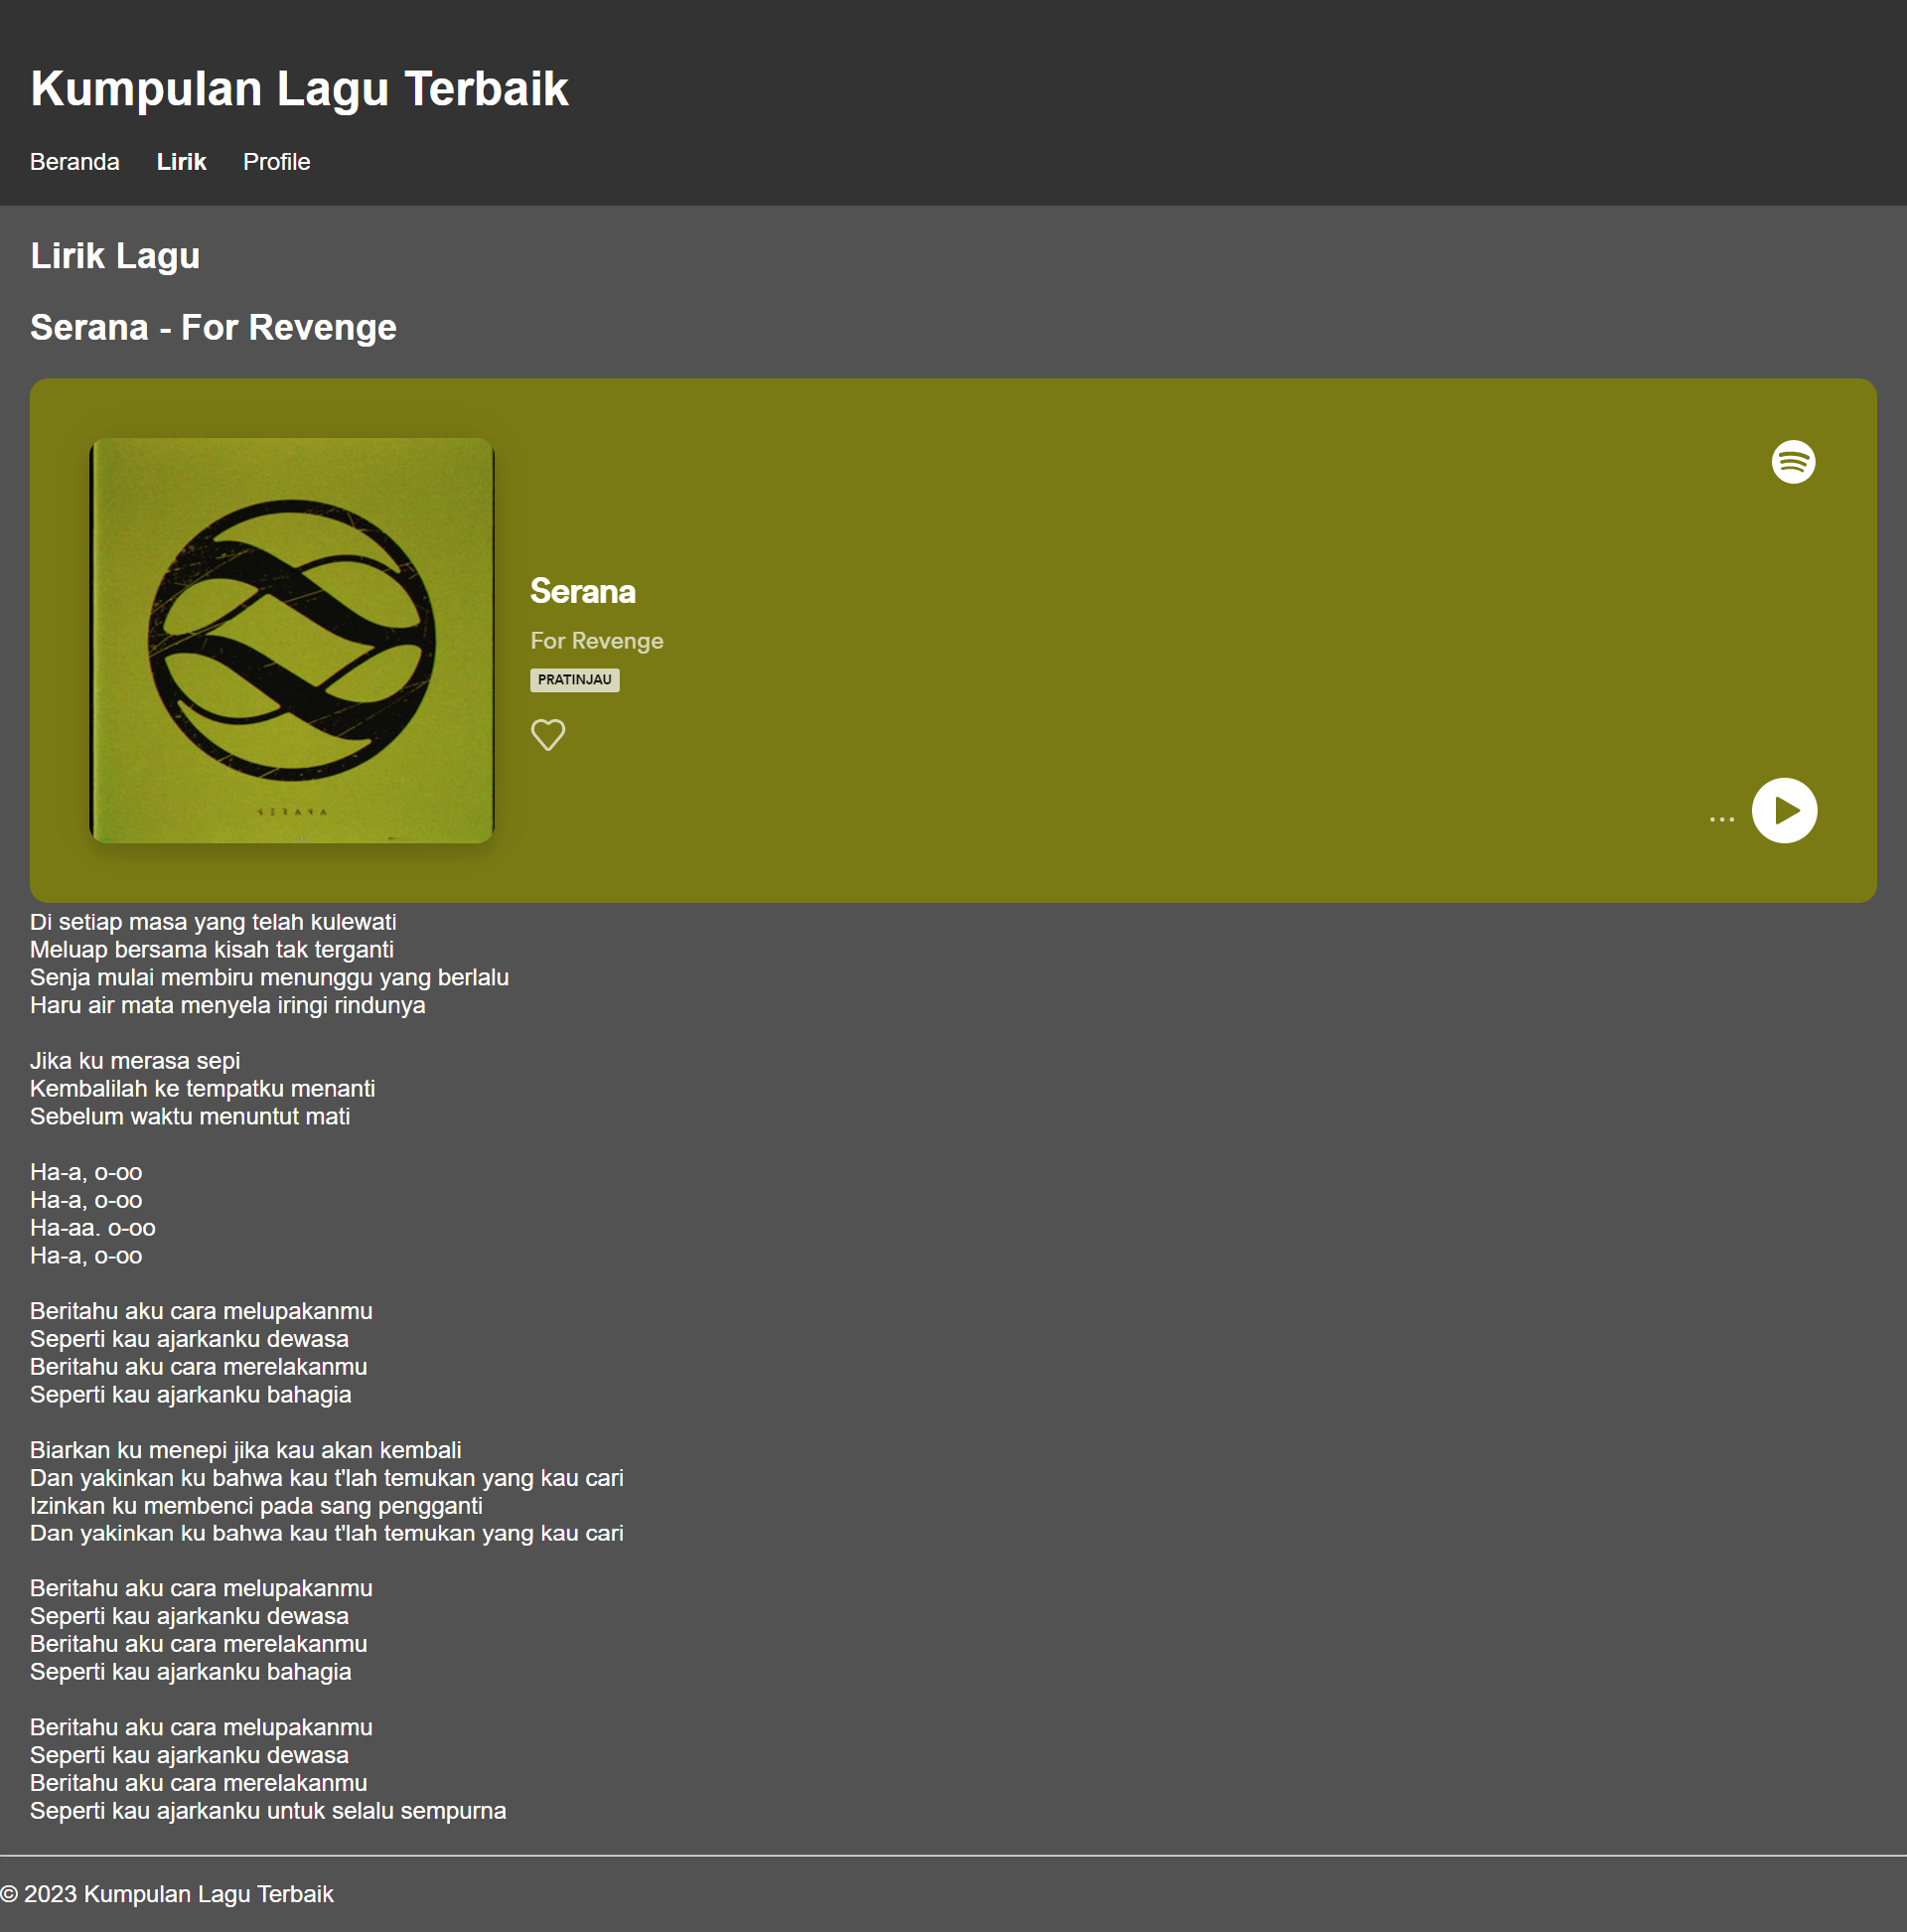 Kumpulan Lagu Terbaik
Beranda Lirik Profile
Lirik Lagu
Serana - For Revenge
SERANA
Serana
For Revenge
PRATINJAU
Di setiap masa yang telah kulewati
Meluap bersama kisah tak terganti
Senja mulai membiru menunggu yang berlalu
Haru air mata menyela iringi rindunya
Jika ku merasa sepi
Kembalilah ke tempatku menanti
Sebelum waktu menuntut mati
Ha-a, o-oo
Ha-a, o-oo
Ha-aa. o-oo
Ha-a, o-oo
Beritahu aku cara melupakanmu
Seperti kau ajarkanku dewasa
Beritahu aku cara merelakanmu
Seperti kau ajarkanku bahagia
Biarkan ku menepi jika kau akan kembali
Dan yakinkan ku bahwa kau t'lah temukan yang kau cari
Izinkan ku membenci pada sang pengganti
Dan yakinkan ku bahwa kau t'lah temukan yang kau cari
Beritahu aku cara melupakanmu
Seperti kau ajarkanku dewasa
Beritahu aku cara merelakanmu
Seperti kau ajarkanku bahagia
Beritahu aku cara melupakanmu
Seperti kau ajarkanku dewasa
Beritahu aku cara merelakanmu
Seperti kau ajarkanku untuk selalu sempurna
© 2023 Kumpulan Lagu Terbaik